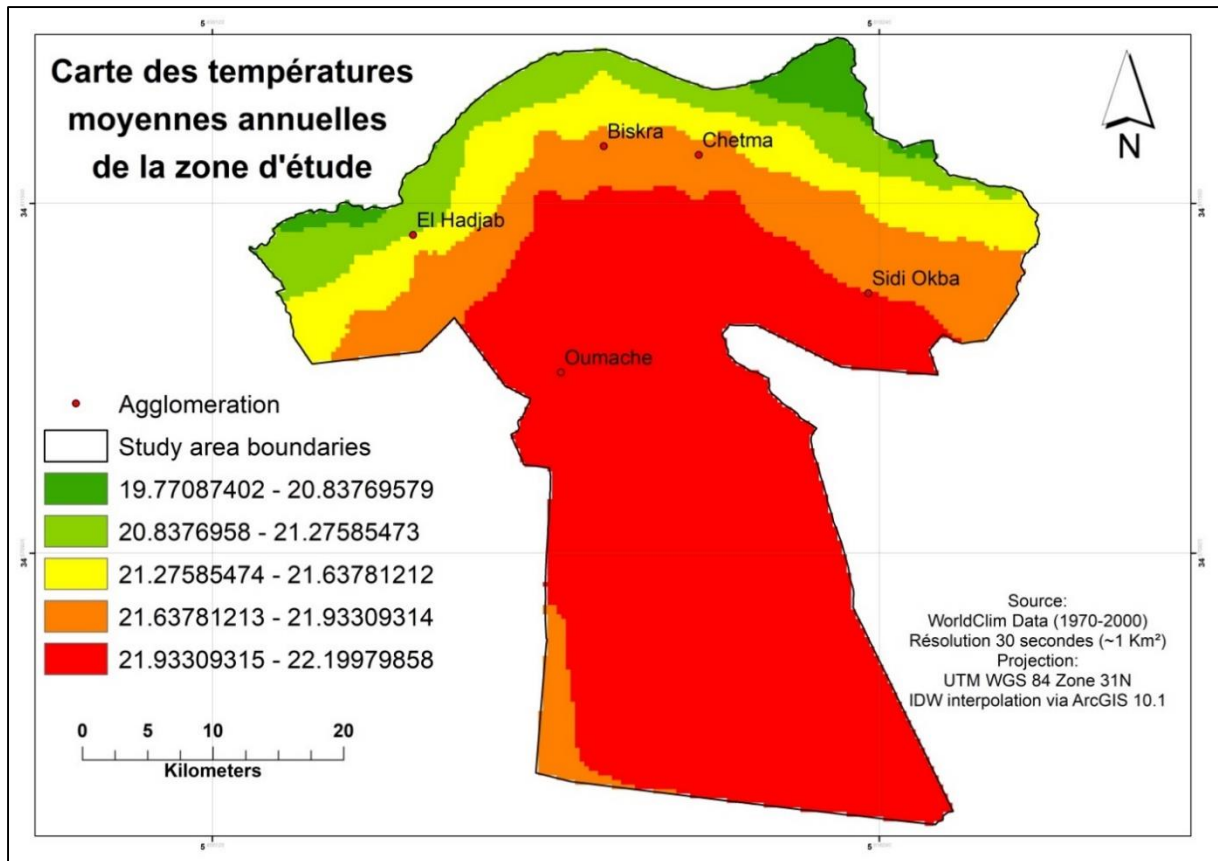 Carte des températures
moyennes annuelles
de la zone d'étude
N
Biskra
Chetma
El Hadjab
Sidi Okba
Oumache
Agglomeration
Study area boundaries
19.77087402 - 20.83769579
20.8376958 - 21.27585473
21.27585474 - 21.63781212
21.63781213 - 21.93309314
21.93309315 - 22.19979858
0 5 10 20
Kilometers
Source:
WorldClim Data (1970-2000)
Résolution 30 secondes (~1 Km²)
Projection:
UTM WGS 84 Zone 31N
IDW interpolation via ArcGIS 10.1